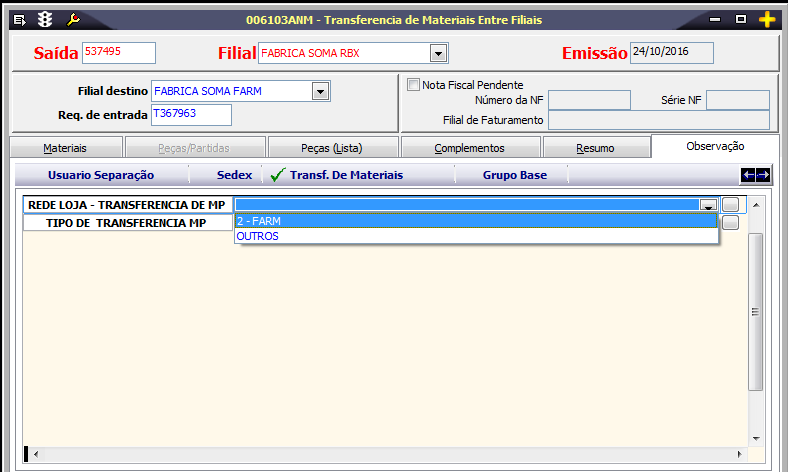 006103ANM - Transferencia de Materiais Entre Filiais
Saída 537495 Filial FABRICA SOMA RBX Emissão 24/10/2016
Filial destino FABRICA SOMA FARM
Req. de entrada T367963
Nota Fiscal Pendente
Número da NF Série NF
Filial de Faturamento
Materiais Peças/Partidas Peças (Lista) Complementos Resumo Observação
Usuario Separação Sedex Transf. De Materiais Grupo Base
REDE LOJA - TRANSFERENCIA DE MP
TIPO DE TRANSFERENCIA MP
2 - FARM
OUTROS